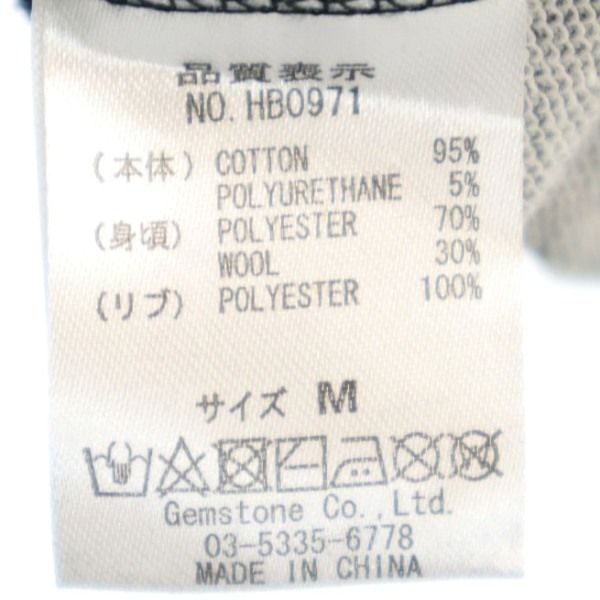 品質表示
NO. HB0971
(本体) COTTON 95%
POLYURETHANE 5%
(身頃) POLYESTER 70%
WOOL 30%
(リブ) POLYESTER 100%
サイズ M
Gemstone Co.,Ltd.
03-5335-6778
MADE IN CHINA